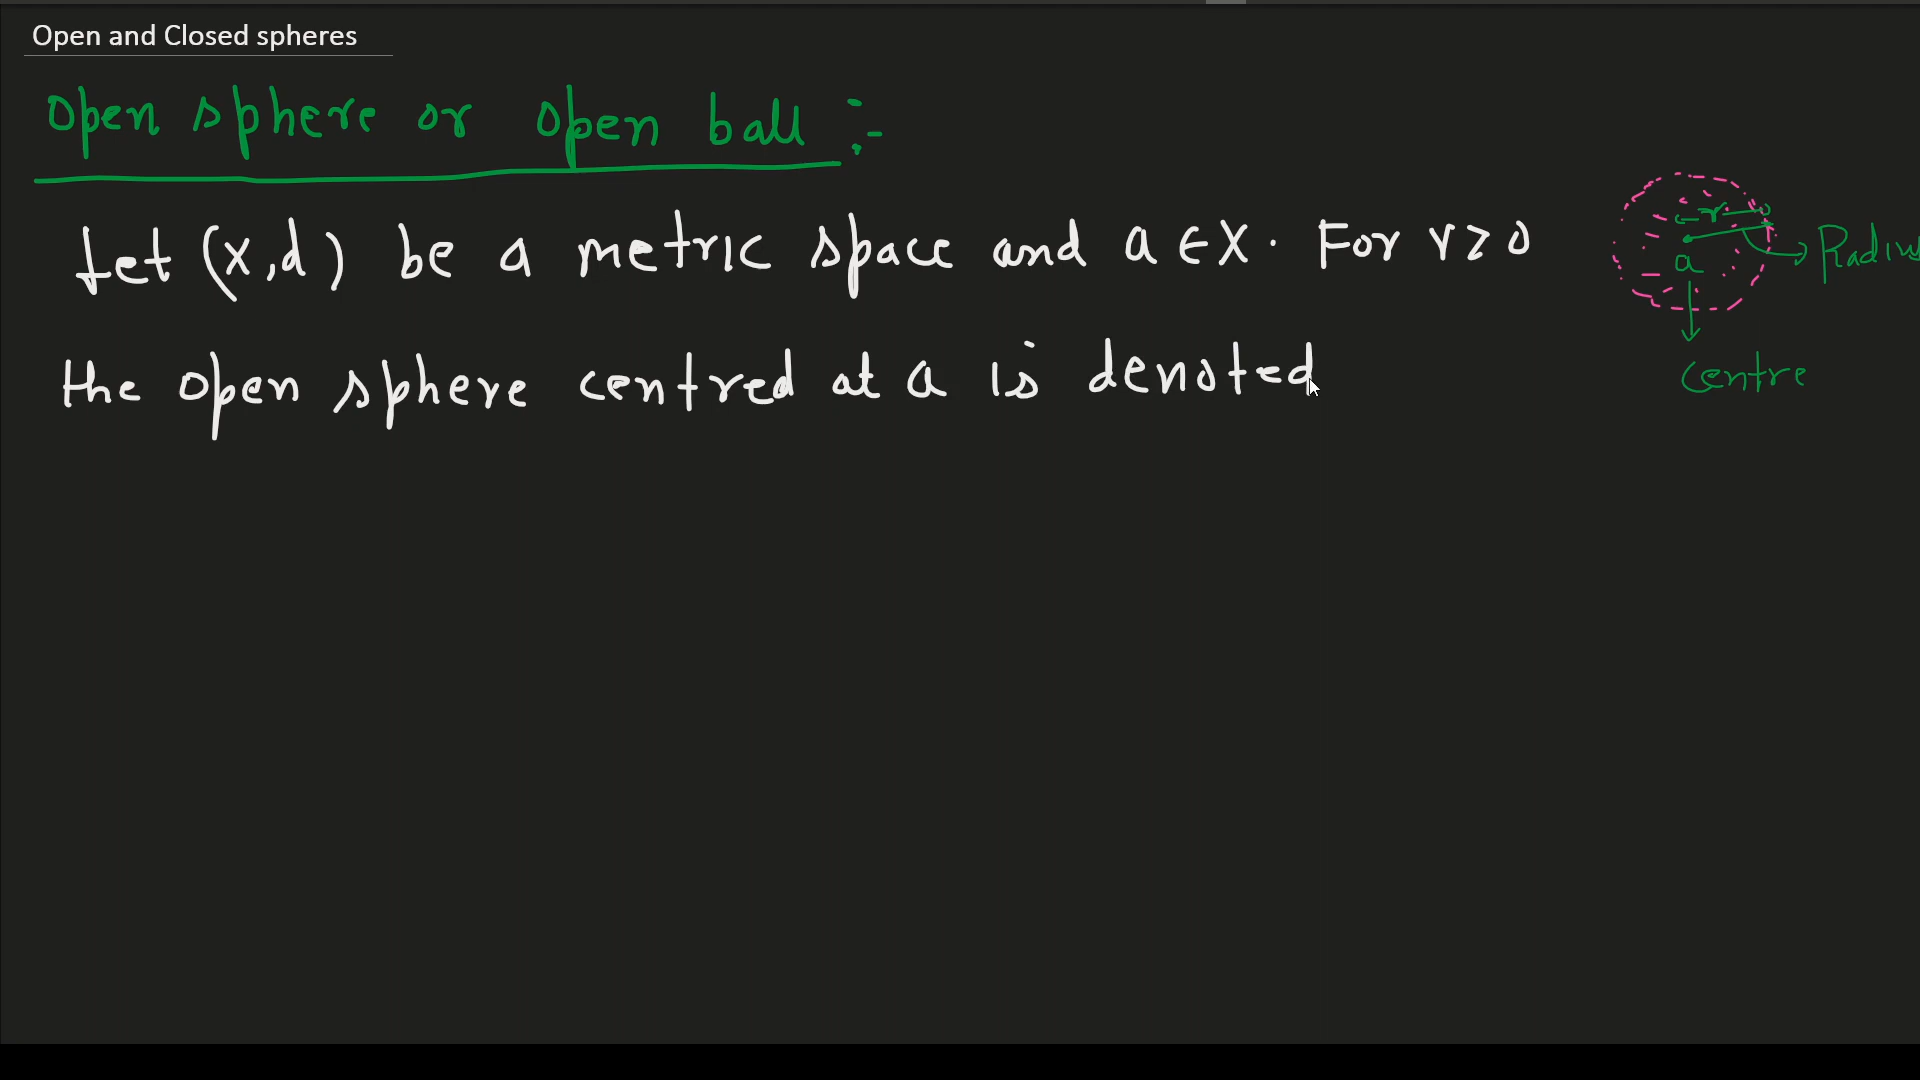 Open and Closed spheres
Open sphere or open ball :-
Let (X,d) be a metric space and a ∈ X. For r > 0
the open sphere centred at a is denoted
r
a
Radius
Centre